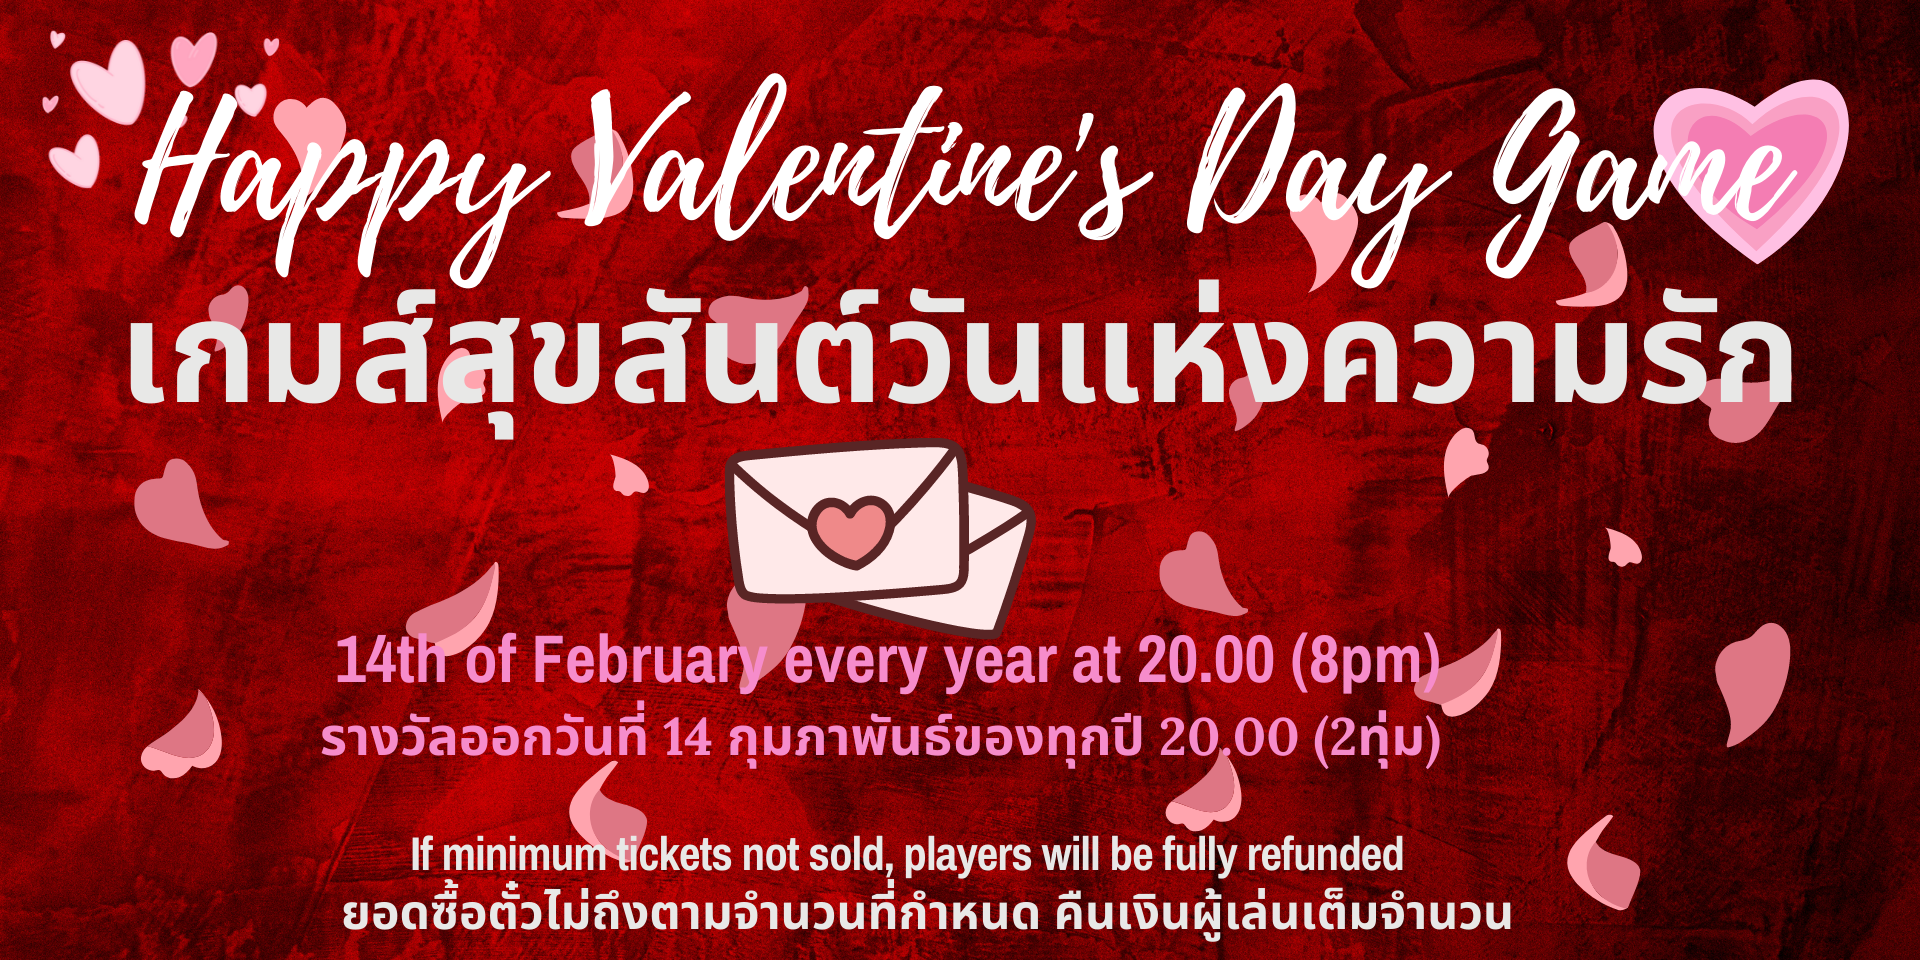 Happy Valentine's Day Game
เกมส์สุขสันต์วันแห่งความรัก
14th of February every year at 20.00 (8pm)
รางวัลออกวันที่ 14 กุมภาพันธ์ของทุกปี 20.00 (2ทุ่ม)
If minimum tickets not sold, players will be fully refunded
ยอดซื้อตั๋วไม่ถึงตามจำนวนที่กำหนด คืนเงินผู้เล่นเต็มจำนวน